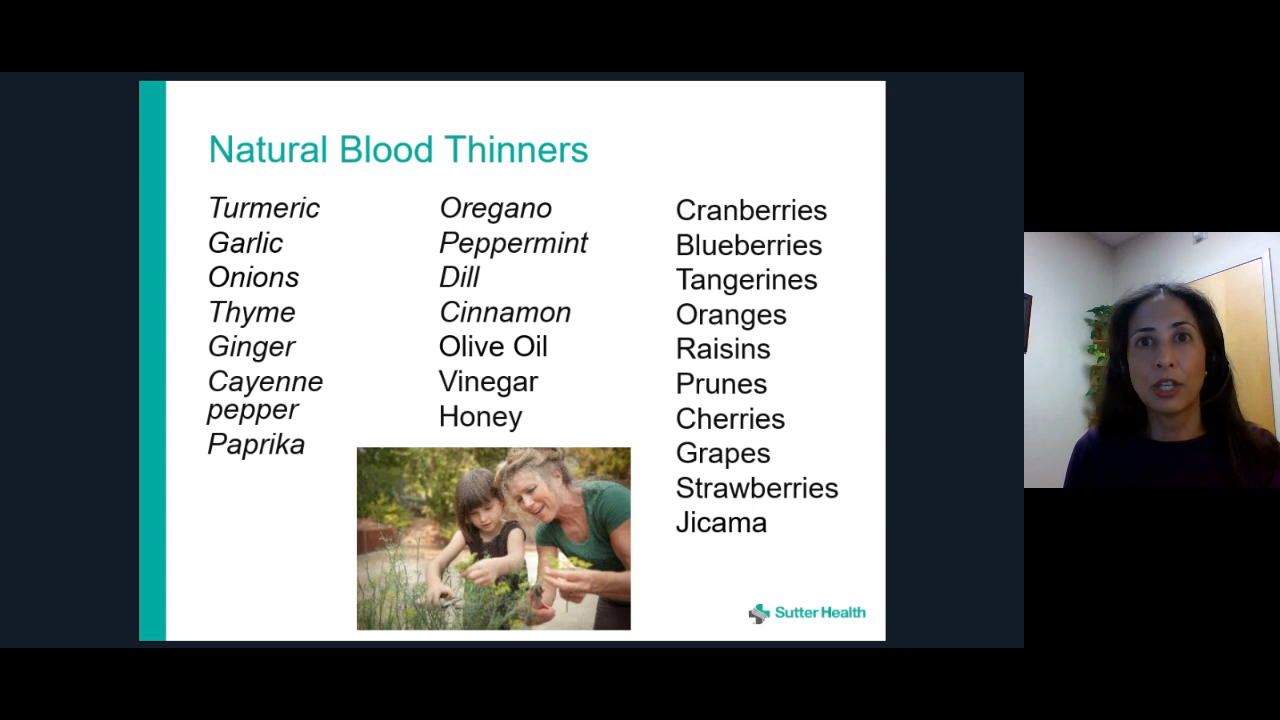 Natural Blood Thinners
Turmeric
Garlic
Onions
Thyme
Ginger
Cayenne
pepper
Paprika
Oregano
Peppermint
Dill
Cinnamon
Olive Oil
Vinegar
Honey
Cranberries
Blueberries
Tangerines
Oranges
Raisins
Prunes
Cherries
Grapes
Strawberries
Jicama
Sutter Health